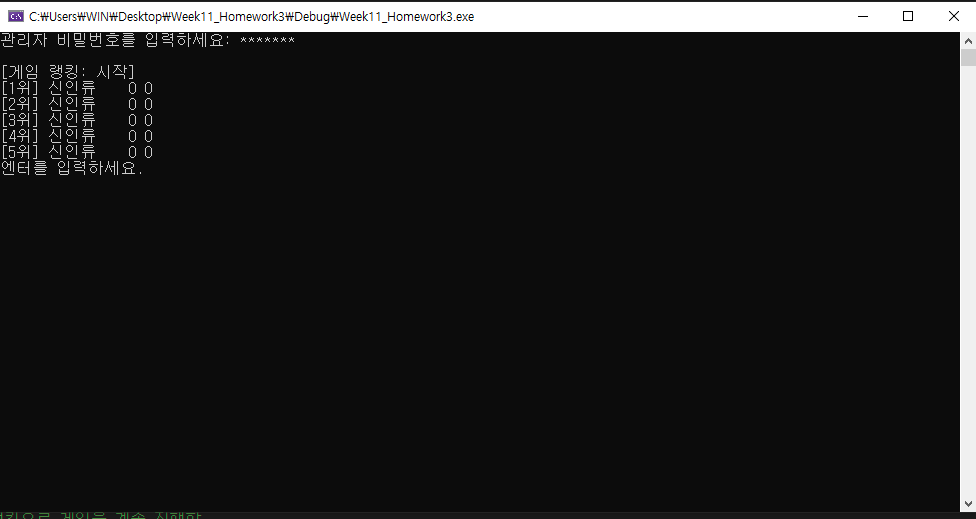 C:₩Users₩WIN₩Desktop₩Week11_Homework3₩Debug₩Week11_Homework3.exe
관리자 비밀번호를 입력하세요: *******
[게임 랭킹: 시작]
[1위] 신인류 0 0
[2위] 신인류 0 0
[3위] 신인류 0 0
[4위] 신인류 0 0
[5위] 신인류 0 0
엔터를 입력하세요.